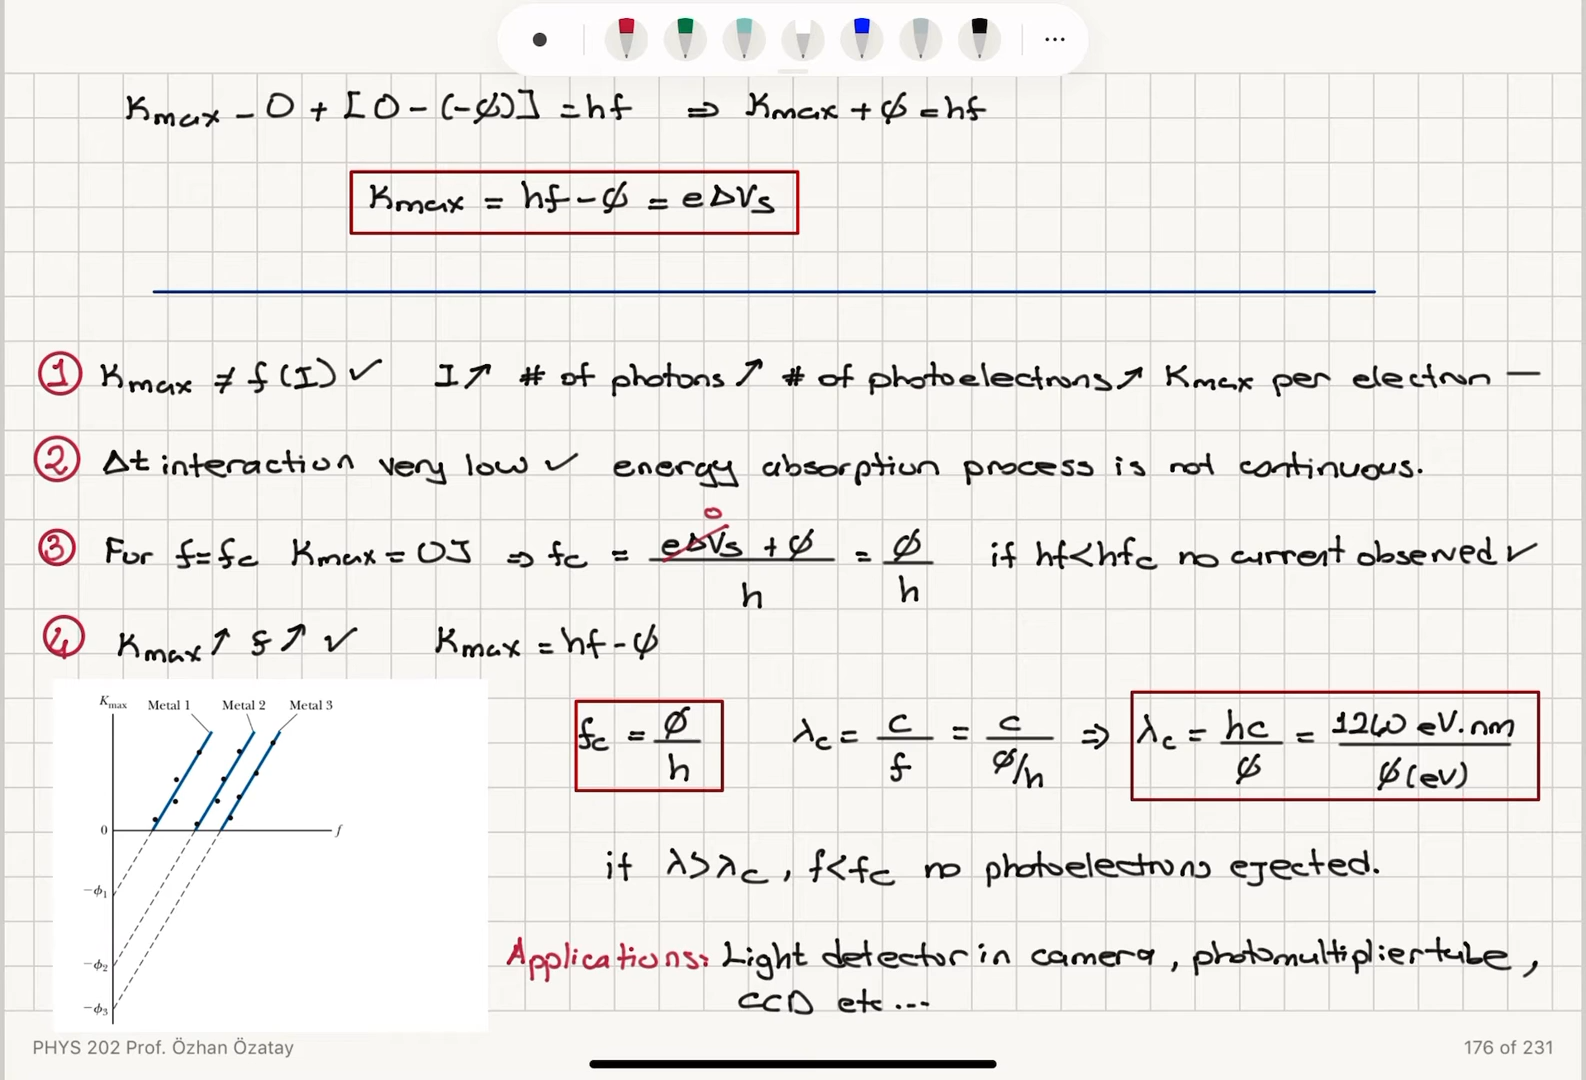 ...
Kmax - 0 + [0 - (-ϕ)] = hf ⇒ Kmax + ϕ = hf
Kmax = hf - ϕ = eΔVs
① Kmax ≠ f(I) ✓ I↗ # of photons ↗ # of photoelectrons ↗ Kmax per electron —
② Δt interaction very low ✓ energy absorption process is not continuous.
③ For f=fc Kmax = 0J ⇒ fc = (eΔVs + ϕ)/h = ϕ/h if hf<hfc no current observed ✓
0
④ Kmax ↑ f ↗ ✓ Kmax = hf - ϕ
Kmax Metal 1 Metal 2 Metal 3
0 f
-ϕ1
-ϕ2
-ϕ3
fc = ϕ/h λc = c/f = c/(ϕ/h) ⇒ λc = hc/ϕ = 1240 eV.nm/ϕ(eV)
if λ>λc, f<fc no photoelectrons ejected.
Applications: Light detector in camera, photomultiplier tube,
CCD etc ...
PHYS 202 Prof. Özhan Özatay
176 of 231